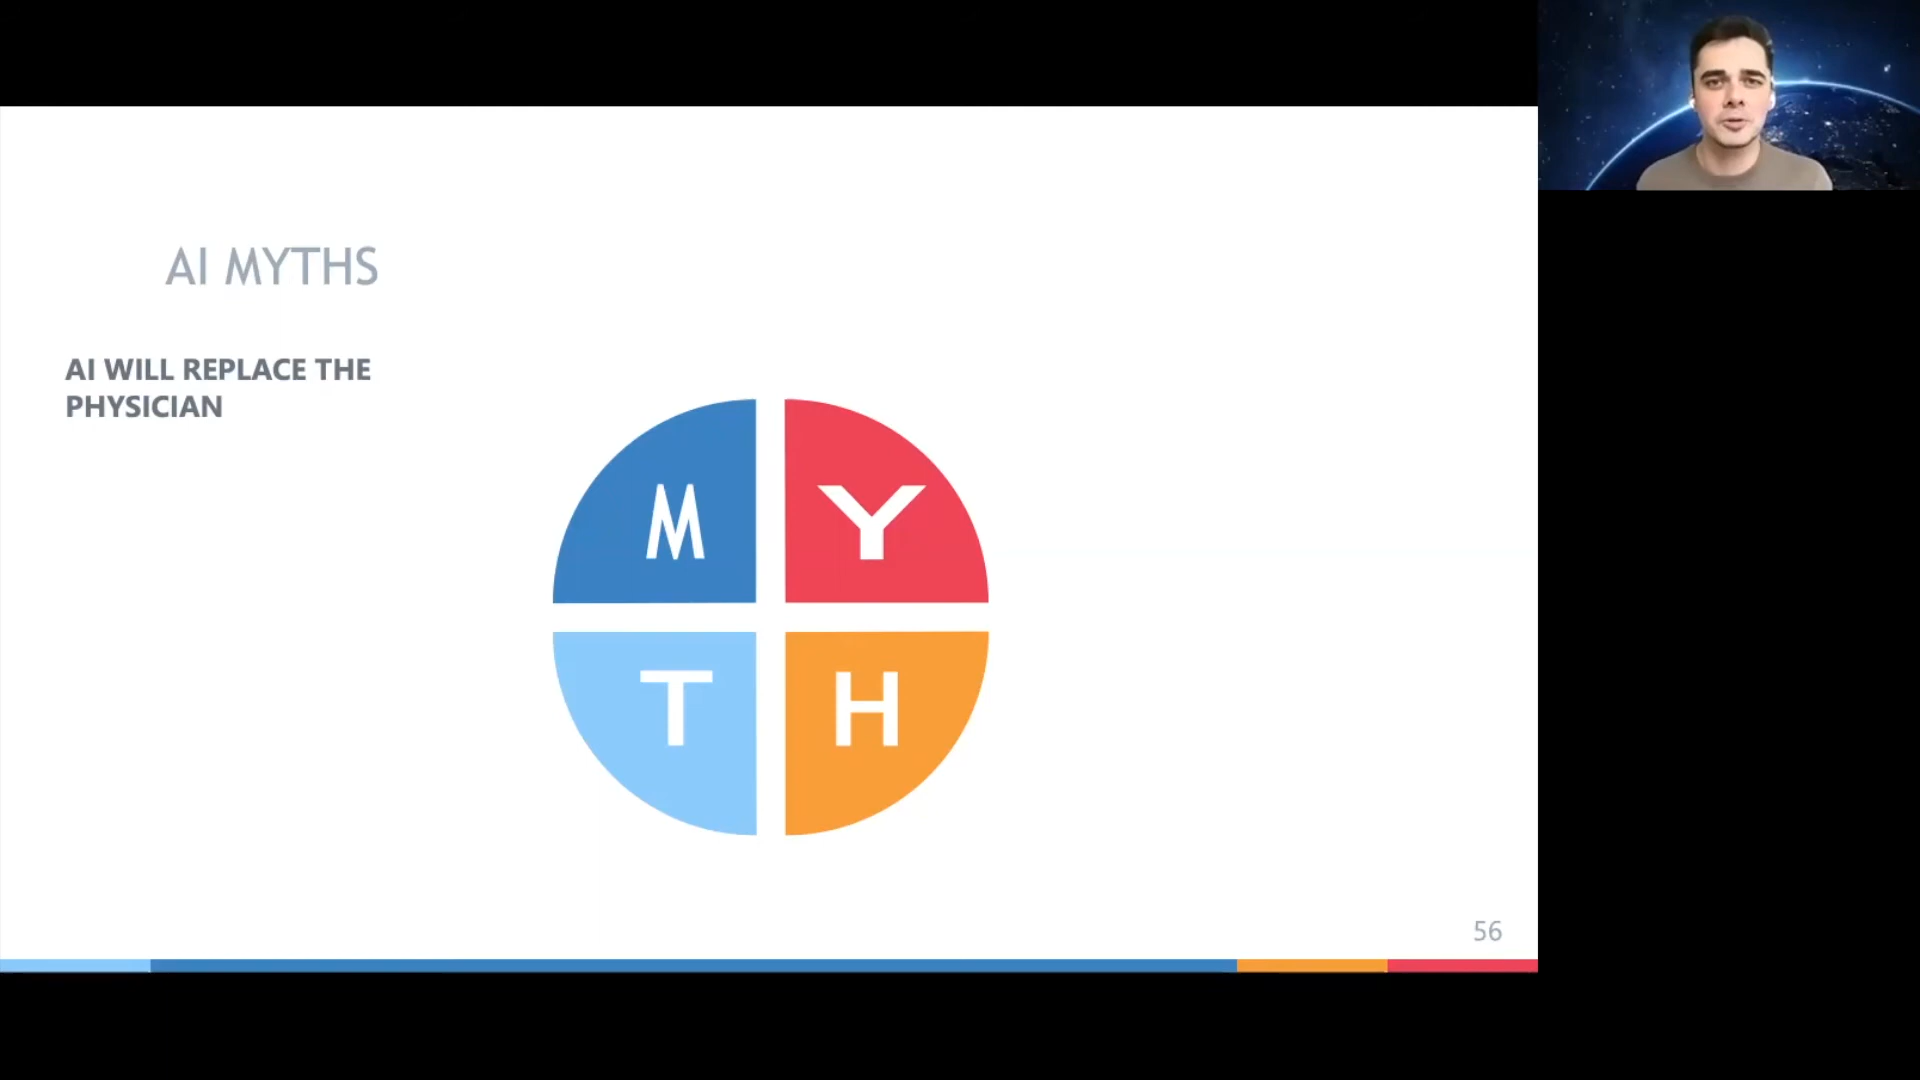 AI MYTHS
AI WILL REPLACE THE
PHYSICIAN
M Y
T H
56